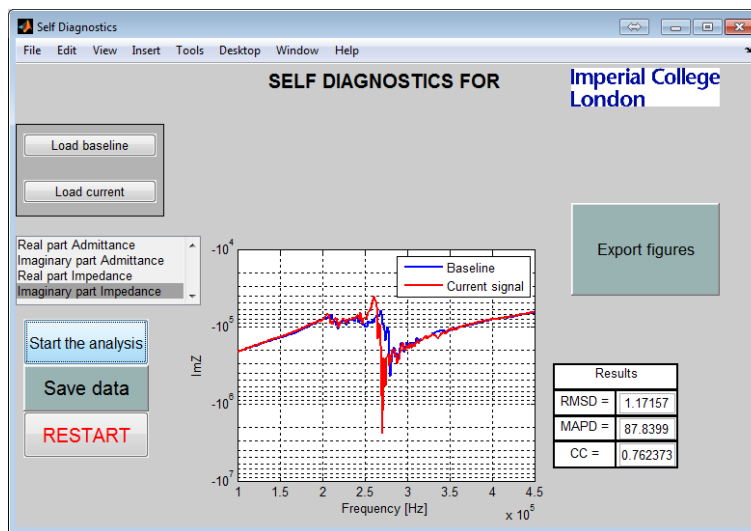 Self Diagnostics
File Edit View Insert Tools Desktop Window Help
SELF DIAGNOSTICS FOR
Imperial College
London
Load baseline
Load current
Real part Admittance
Imaginary part Admittance
Real part Impedance
Imaginary part Impedance
Start the analysis
Save data
RESTART
Export figures
-10^4
-10^5
-10^6
-10^7
ImZ
Baseline
Current signal
1 1.5 2 2.5 3 3.5 4 4.5
Frequency [Hz]
x 10^5
Results
RMSD = 1.17157
MAPD = 87.8399
CC = 0.762373